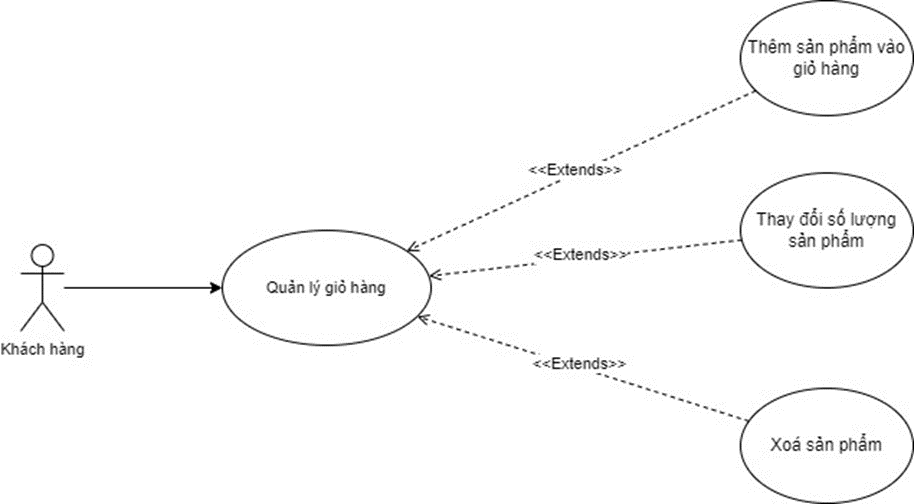 Thêm sản phẩm vào
giỏ hàng
<<Extends>>
Thay đổi số lượng
sản phẩm
<<Extends>>
Quản lý giỏ hàng
Khách hàng
<<Extends>>
Xoá sản phẩm